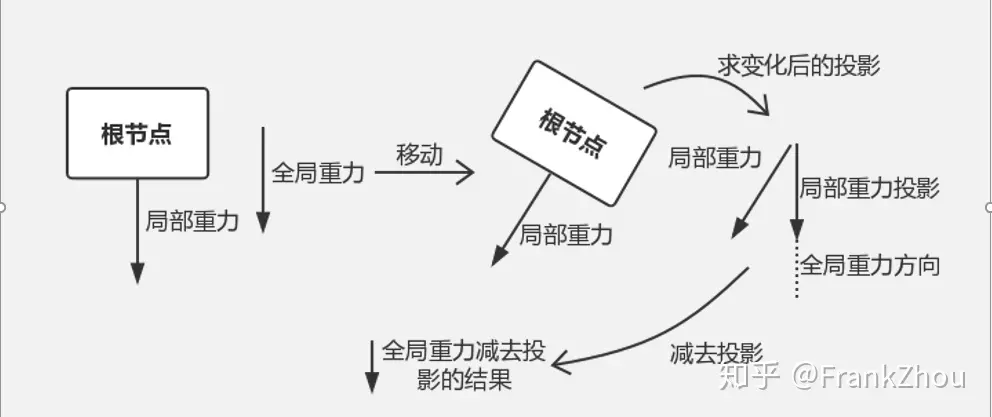 求变化后的投影
根节点
根节点
移动
局部重力
全局重力
局部重力投影
局部重力
局部重力
全局重力方向
全局重力减去投
影的结果
减去投影
知乎 @FrankZhou